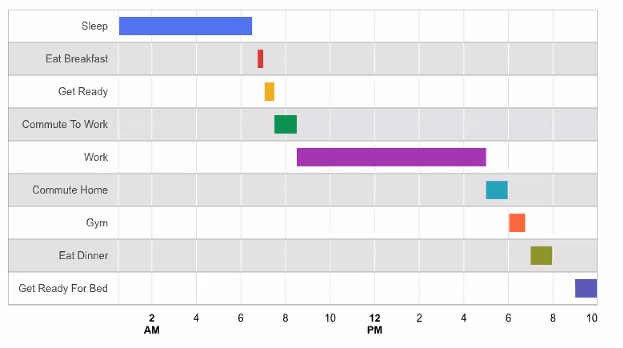 Sleep
Eat Breakfast
Get Ready
Commute To Work
Work
Commute Home
Gym
Eat Dinner
Get Ready For Bed
2 4 6 8 10 12 2 4 6 8 10
AM PM